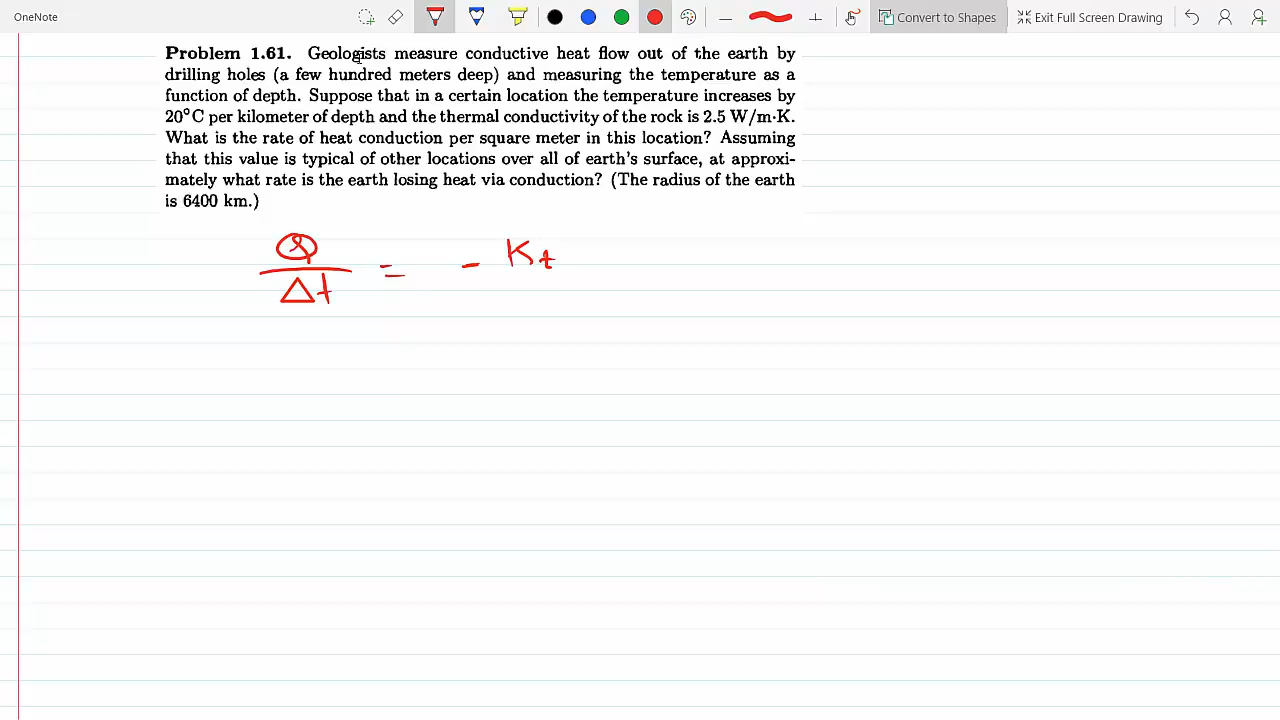 OneNote
Convert to Shapes
Exit Full Screen Drawing
Problem 1.61. Geologists measure conductive heat flow out of the earth by
drilling holes (a few hundred meters deep) and measuring the temperature as a
function of depth. Suppose that in a certain location the temperature increases by
20°C per kilometer of depth and the thermal conductivity of the rock is 2.5 W/m·K.
What is the rate of heat conduction per square meter in this location? Assuming
that this value is typical of other locations over all of earth's surface, at approxi-
mately what rate is the earth losing heat via conduction? (The radius of the earth
is 6400 km.)
Q
Δt
= - Kt